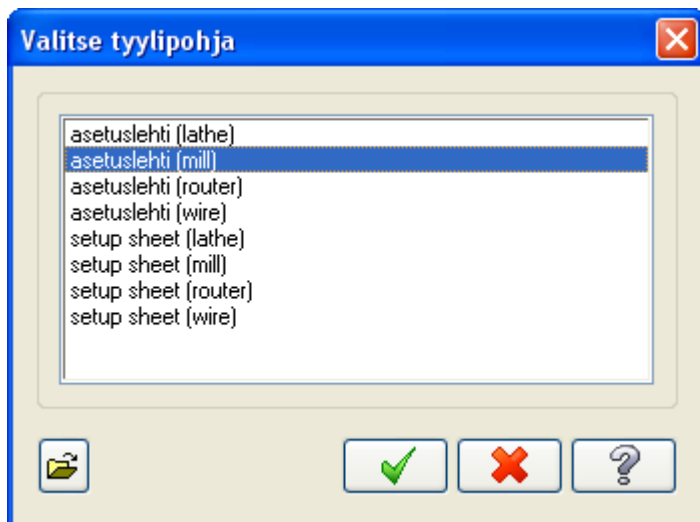 Valitse tyylipohja
asetuslehti (lathe)
asetuslehti (mill)
asetuslehti (router)
asetuslehti (wire)
setup sheet (lathe)
setup sheet (mill)
setup sheet (router)
setup sheet (wire)